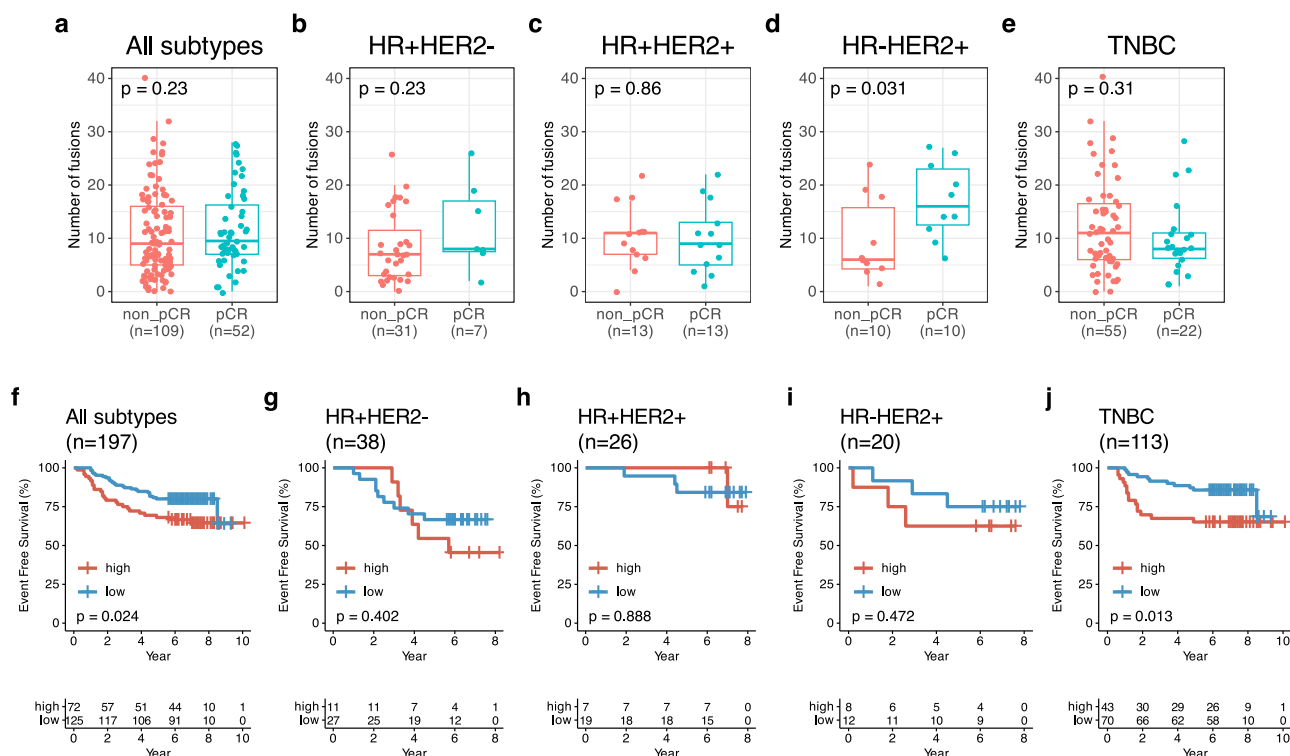 a
All subtypes
Number of fusions
40
30
20
10
0
p = 0.23
non_pCR
(n=109)
pCR
(n=52)
b
HR+HER2-
Number of fusions
40
30
20
10
0
p = 0.23
non_pCR
(n=31)
pCR
(n=7)
c
HR+HER2+
Number of fusions
40
30
20
10
0
p = 0.86
non_pCR
(n=13)
pCR
(n=13)
d
HR-HER2+
Number of fusions
40
30
20
10
0
p = 0.031
non_pCR
(n=10)
pCR
(n=10)
e
TNBC
Number of fusions
40
30
20
10
0
p = 0.31
non_pCR
(n=55)
pCR
(n=22)
f
All subtypes
(n=197)
Event Free Survival (%)
100
75
50
25
0
high
low
p = 0.024
0 2 4 6 8 10
Year
high 72 57 51 44 10 1
low 125 117 106 91 10 0
0 2 4 6 8 10
Year
g
HR+HER2-
(n=38)
Event Free Survival (%)
100
75
50
25
0
high
low
p = 0.402
0 2 4 6 8
Year
high 11 11 7 4 1
low 27 25 19 12 0
0 2 4 6 8
Year
h
HR+HER2+
(n=26)
Event Free Survival (%)
100
75
50
25
0
high
low
p = 0.888
0 2 4 6 8
Year
high 7 7 7 7 0
low 19 18 18 15 0
0 2 4 6 8
Year
i
HR-HER2+
(n=20)
Event Free Survival (%)
100
75
50
25
0
high
low
p = 0.472
0 2 4 6 8
Year
high 8 6 5 4 0
low 12 11 10 9 0
0 2 4 6 8
Year
j
TNBC
(n=113)
Event Free Survival (%)
100
75
50
25
0
high
low
p = 0.013
0 2 4 6 8 10
Year
high 43 30 29 26 9 1
low 70 66 62 58 10 0
0 2 4 6 8 10
Year